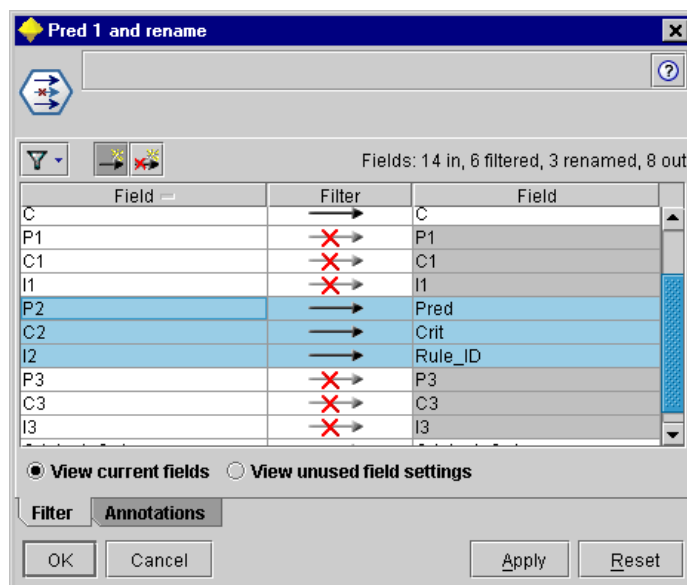 Pred 1 and rename
Fields: 14 in, 6 filtered, 3 renamed, 8 out
Field Filter Field
C C
P1 P1
C1 C1
I1 I1
P2 Pred
C2 Crit
I2 Rule_ID
P3 P3
C3 C3
I3 I3
View current fields View unused field settings
Filter Annotations
OK Cancel Apply Reset